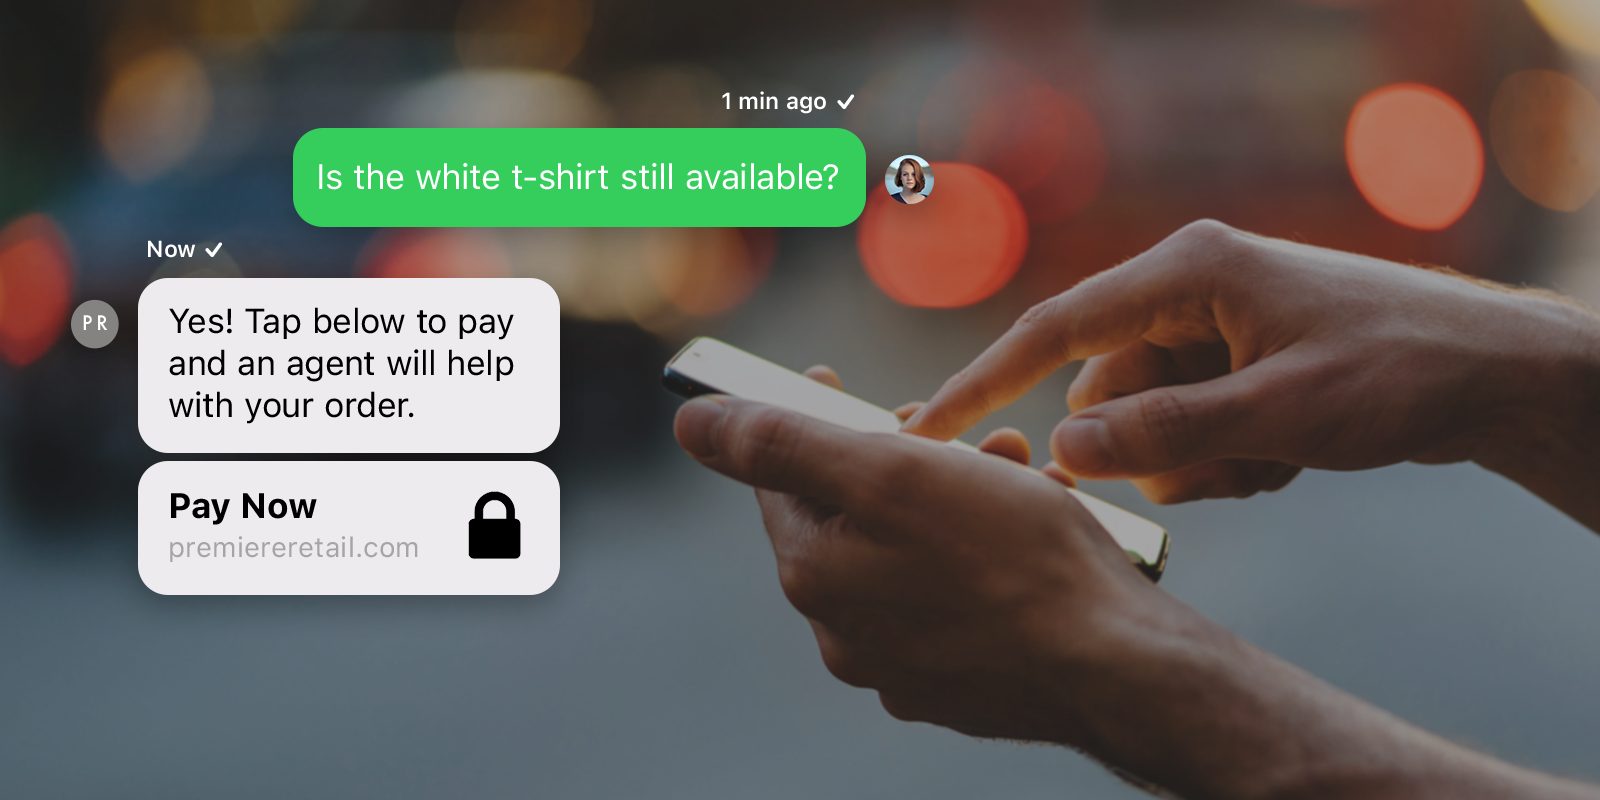 1 min ago
Is the white t-shirt still available?
Now
PR
Yes! Tap below to pay
and an agent will help
with your order.
Pay Now
premiereretail.com